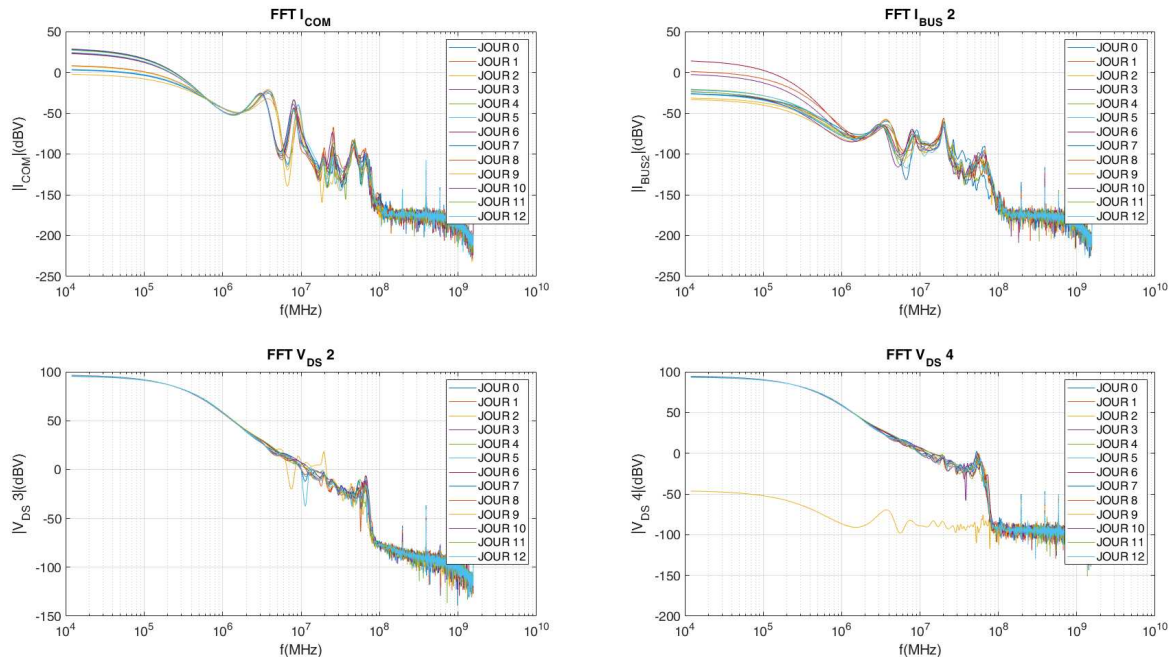 FFT I_COM
|I_COM|(dBV)
50
0
-50
-100
-150
-200
-250
10^4
10^5
10^6
10^7
10^8
10^9
10^10
f(MHz)
JOUR 0
JOUR 1
JOUR 2
JOUR 3
JOUR 4
JOUR 5
JOUR 6
JOUR 7
JOUR 8
JOUR 9
JOUR 10
JOUR 11
JOUR 12
FFT I_BUS 2
|I_BUS2|(dBV)
50
0
-50
-100
-150
-200
-250
10^4
10^5
10^6
10^7
10^8
10^9
10^10
f(MHz)
JOUR 0
JOUR 1
JOUR 2
JOUR 3
JOUR 4
JOUR 5
JOUR 6
JOUR 7
JOUR 8
JOUR 9
JOUR 10
JOUR 11
JOUR 12
FFT V_DS 2
|V_DS 3|(dBV)
100
50
0
-50
-100
-150
10^4
10^5
10^6
10^7
10^8
10^9
10^10
f(MHz)
JOUR 0
JOUR 1
JOUR 2
JOUR 3
JOUR 4
JOUR 5
JOUR 6
JOUR 7
JOUR 8
JOUR 9
JOUR 10
JOUR 11
JOUR 12
FFT V_DS 4
|V_DS 4|(dBV)
100
50
0
-50
-100
-150
-200
10^4
10^5
10^6
10^7
10^8
10^9
10^10
f(MHz)
JOUR 0
JOUR 1
JOUR 2
JOUR 3
JOUR 4
JOUR 5
JOUR 6
JOUR 7
JOUR 8
JOUR 9
JOUR 10
JOUR 11
JOUR 12